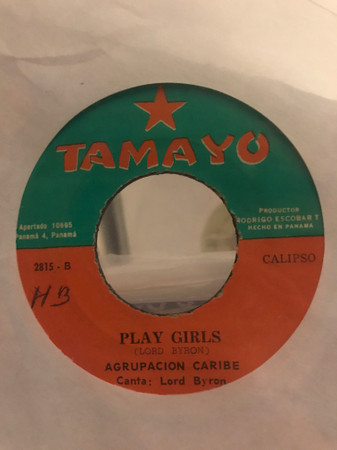 TAMAYO
Apartado 10695
Panamá 4, Panamá
PRODUCTOR
RODRIGO ESCOBAR T
HECHO EN PANAMA
2815 - B
CALIPSO
HB
PLAY GIRLS
(LORD BYRON)
AGRUPACION CARIBE
Canta: Lord Byron